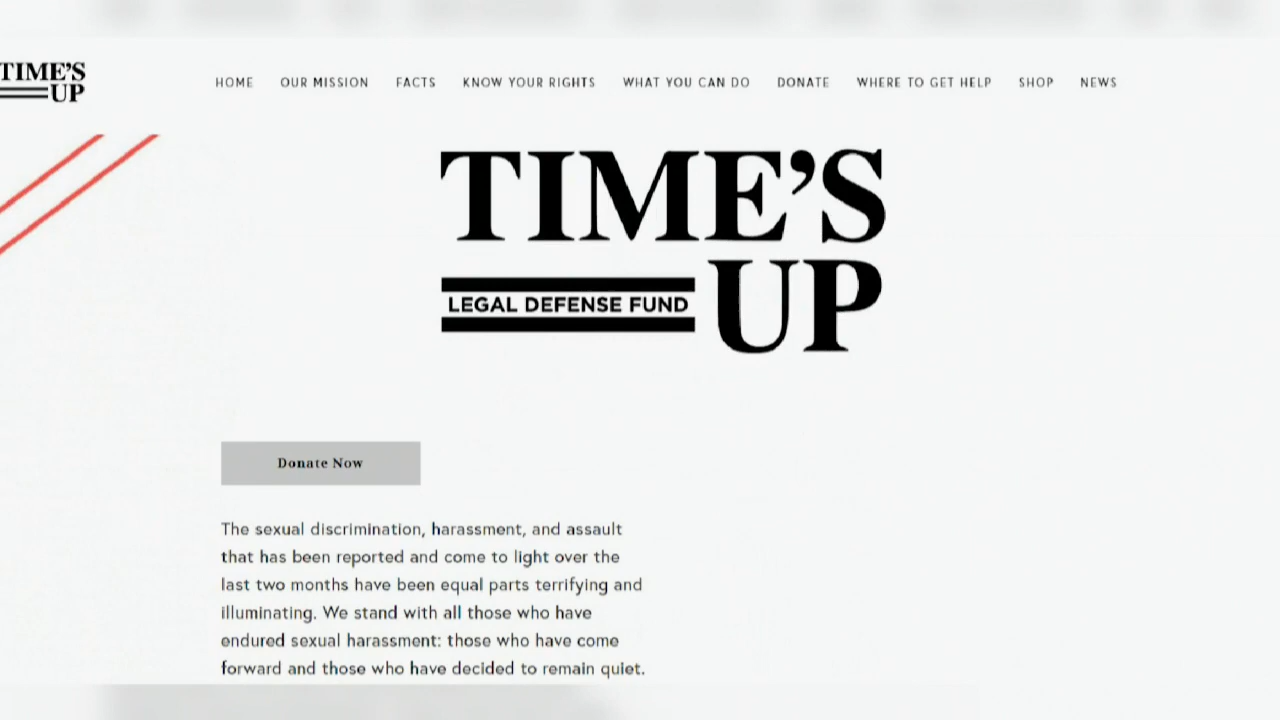 TIME'S
UP
HOME OUR MISSION FACTS KNOW YOUR RIGHTS WHAT YOU CAN DO DONATE WHERE TO GET HELP SHOP NEWS
TIME'S
UP
LEGAL DEFENSE FUND
Donate Now
The sexual discrimination, harassment, and assault
that has been reported and come to light over the
last two months have been equal parts terrifying and
illuminating. We stand with all those who have
endured sexual harassment: those who have come
forward and those who have decided to remain quiet.